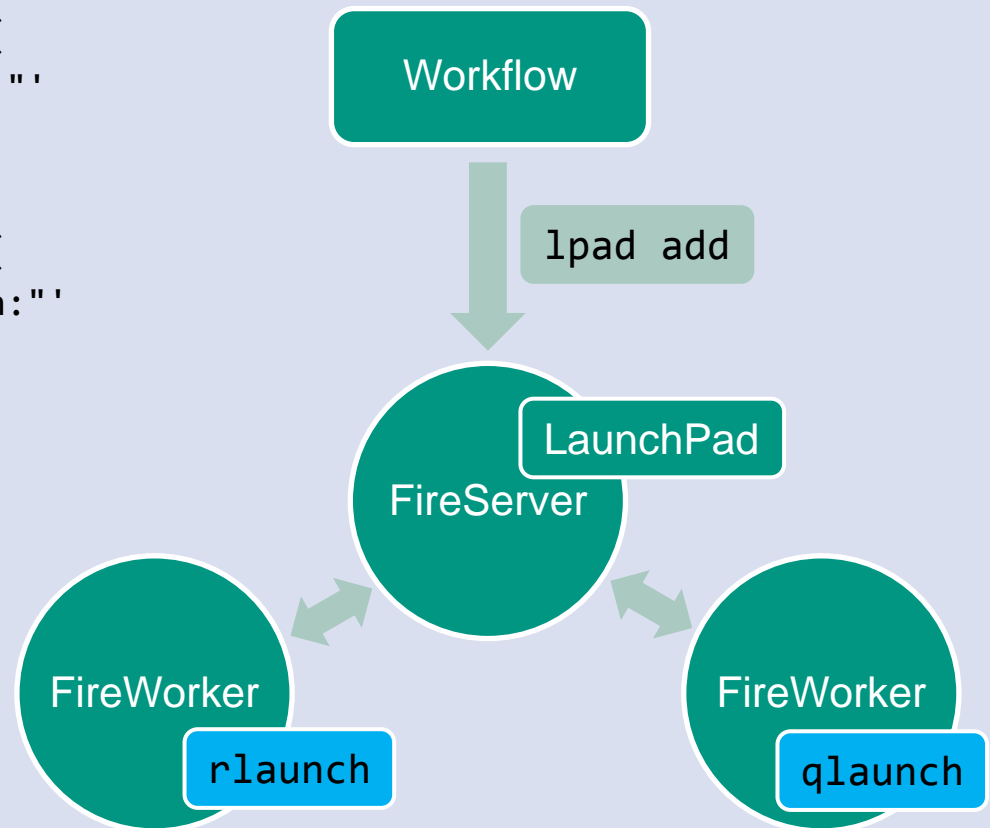 "'
n:"'
Workflow
lpad add
LaunchPad
FireServer
FireWorker
rlaunch
FireWorker
qlaunch